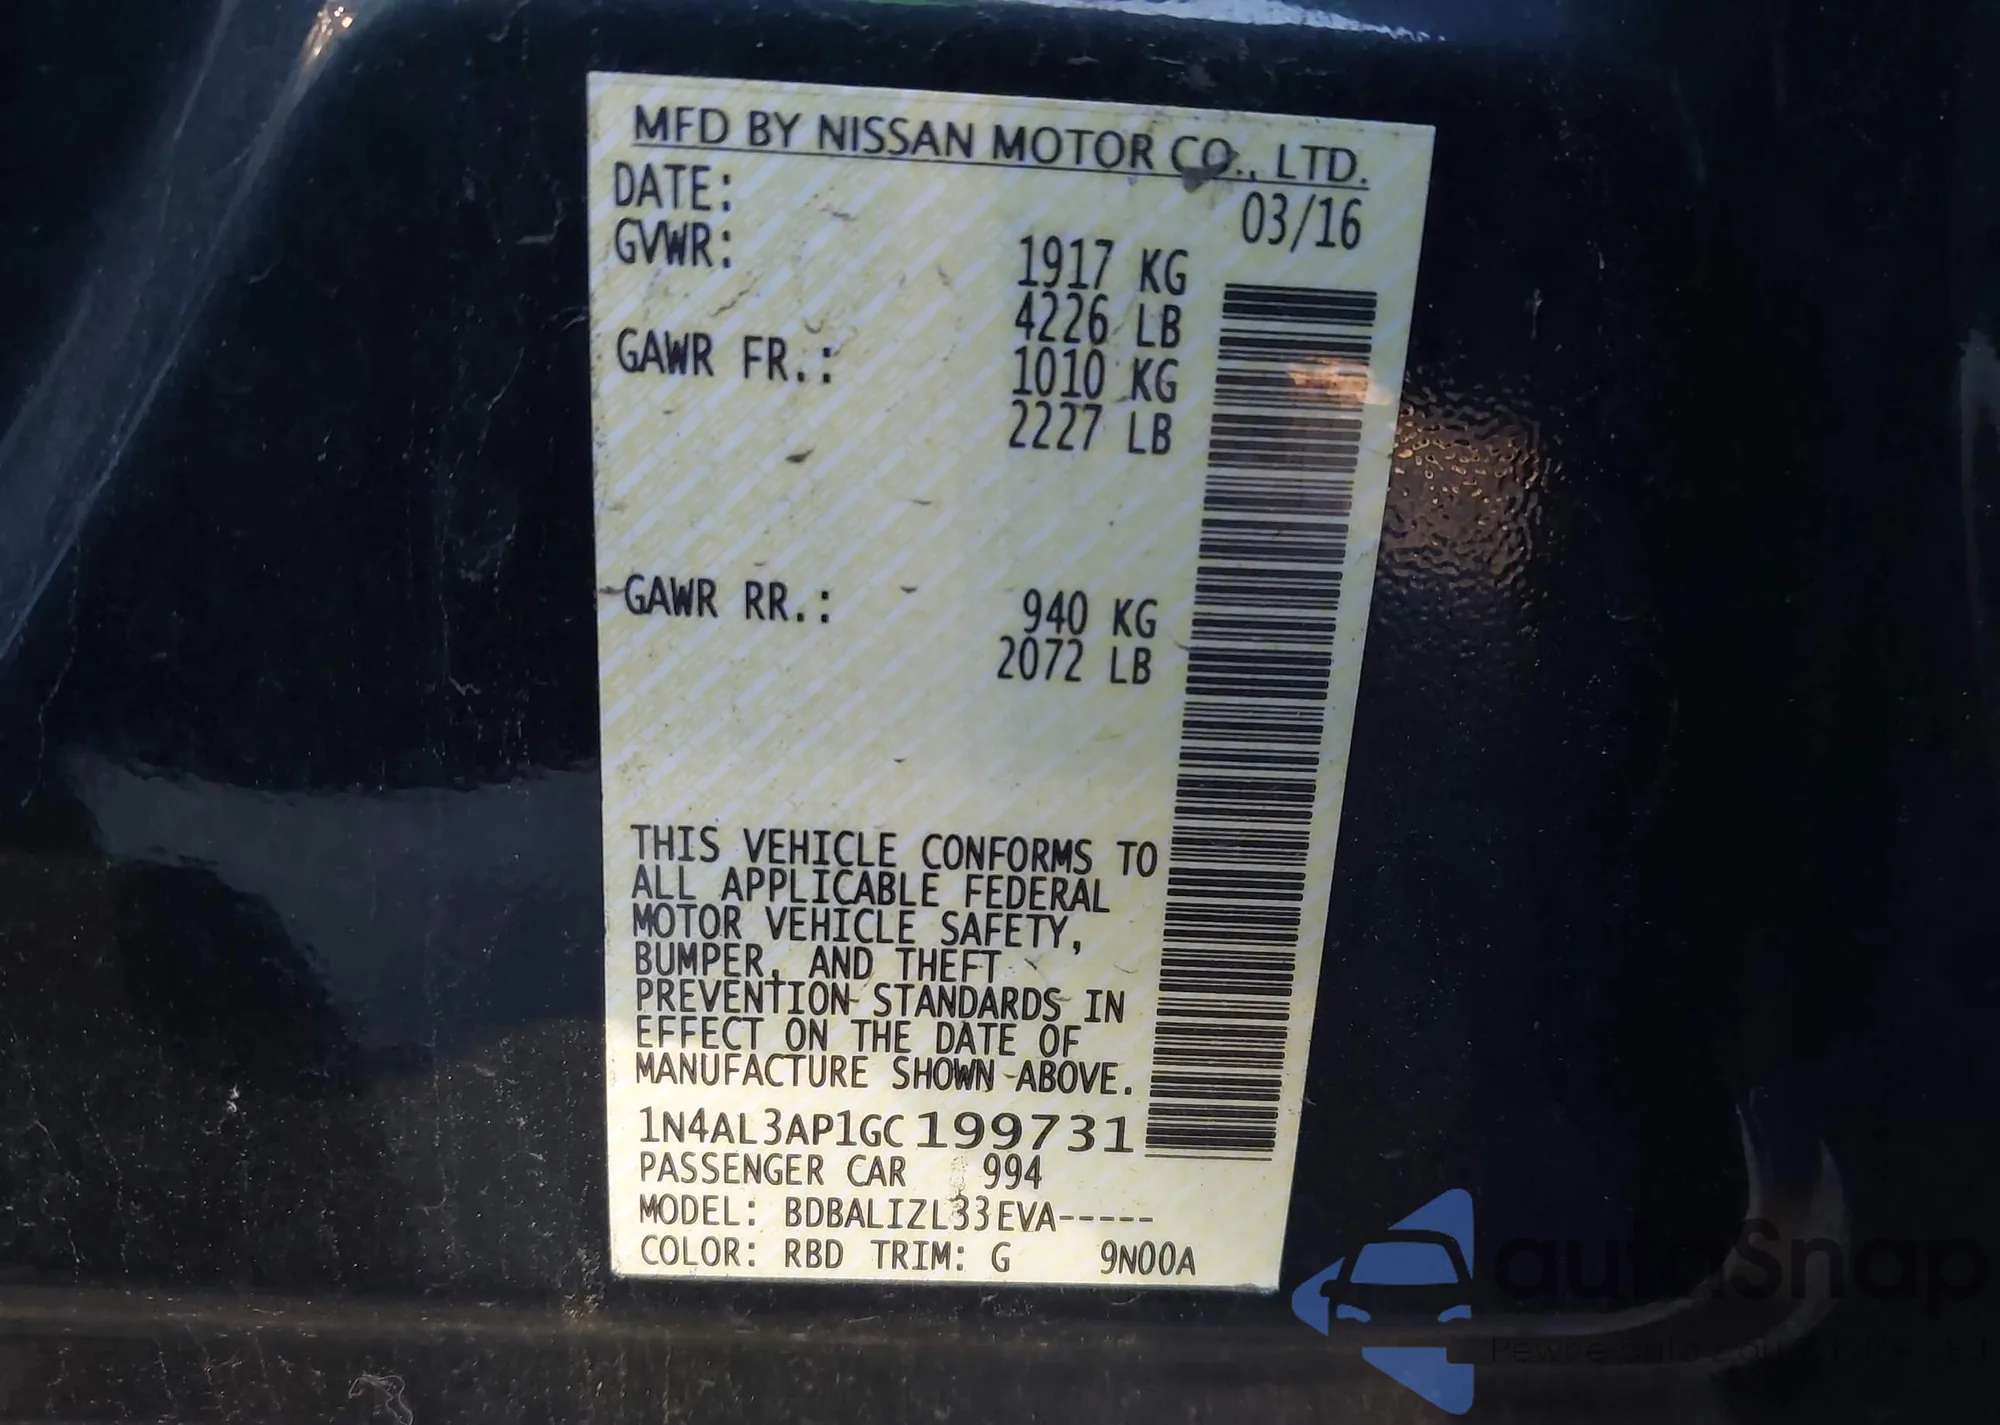 MFD BY NISSAN MOTOR CO., LTD.
DATE: 03/16
GVWR: 1917 KG
4226 LB
GAWR FR.: 1010 KG
2227 LB
GAWR RR.: 940 KG
2072 LB
THIS VEHICLE CONFORMS TO
ALL APPLICABLE FEDERAL
MOTOR VEHICLE SAFETY,
BUMPER, AND THEFT
PREVENTION STANDARDS IN
EFFECT ON THE DATE OF
MANUFACTURE SHOWN ABOVE.
1N4AL3AP1GC199731
PASSENGER CAR 994
MODEL: BDBALIZL33EVA-----
COLOR: RBD TRIM: G 9N00A
autoSnap
Pewne auto